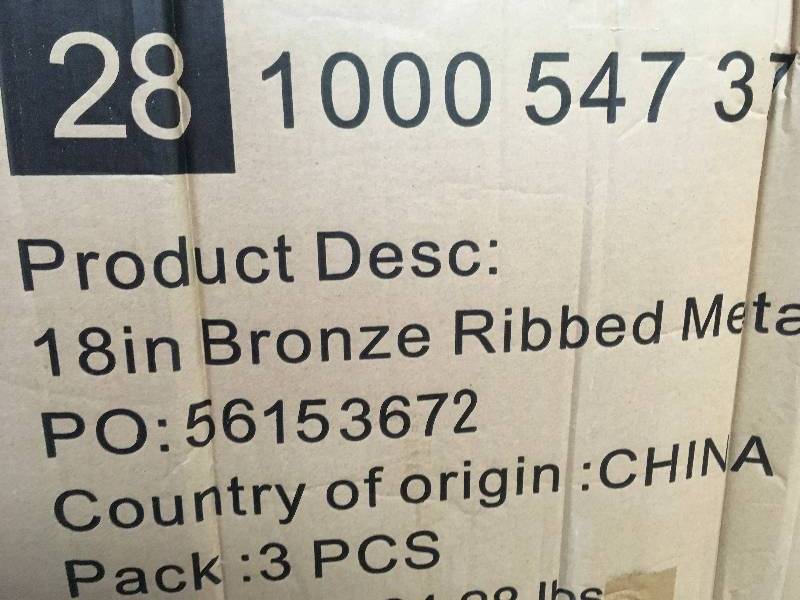 28 1000 547 37
Product Desc:
18in Bronze Ribbed Meta
PO:56153672
Country of origin :CHINA
Pack :3 PCS
lbs